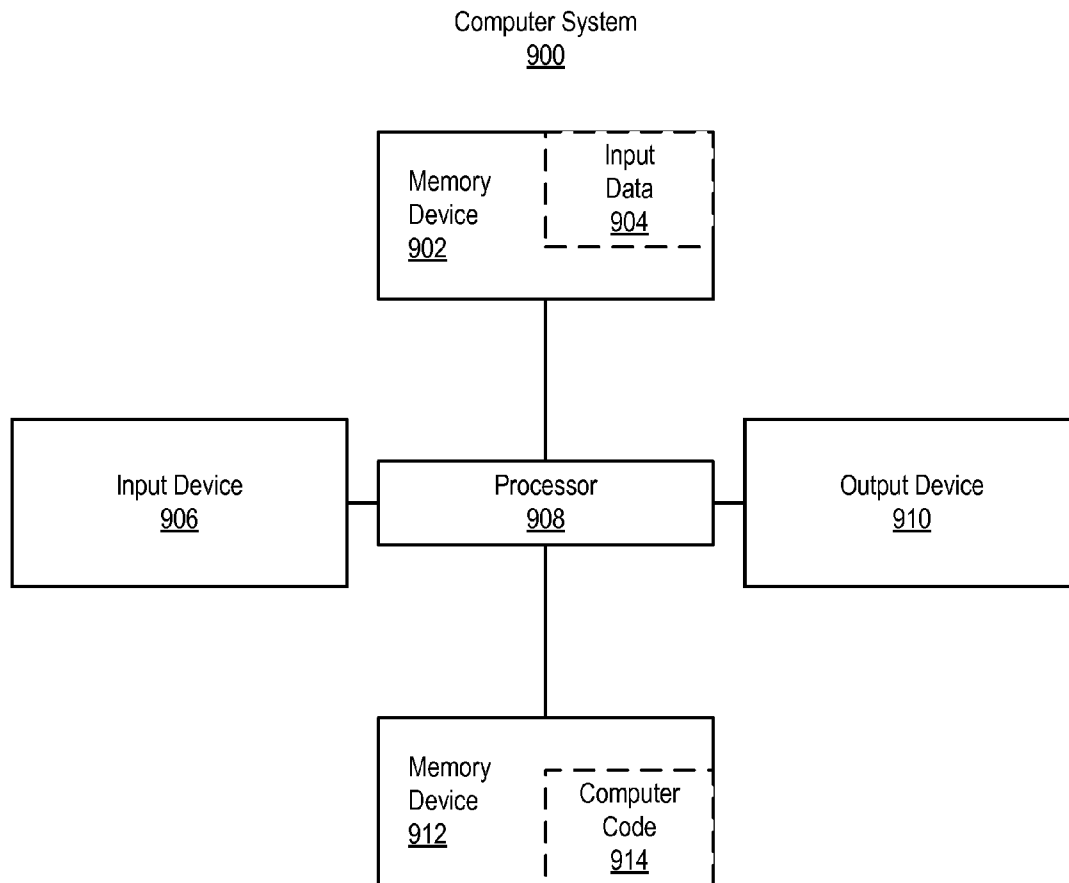 Computer System
900
Memory
Device
902
Input
Data
904
Input Device
906
Processor
908
Output Device
910
Memory
Device
912
Computer
Code
914